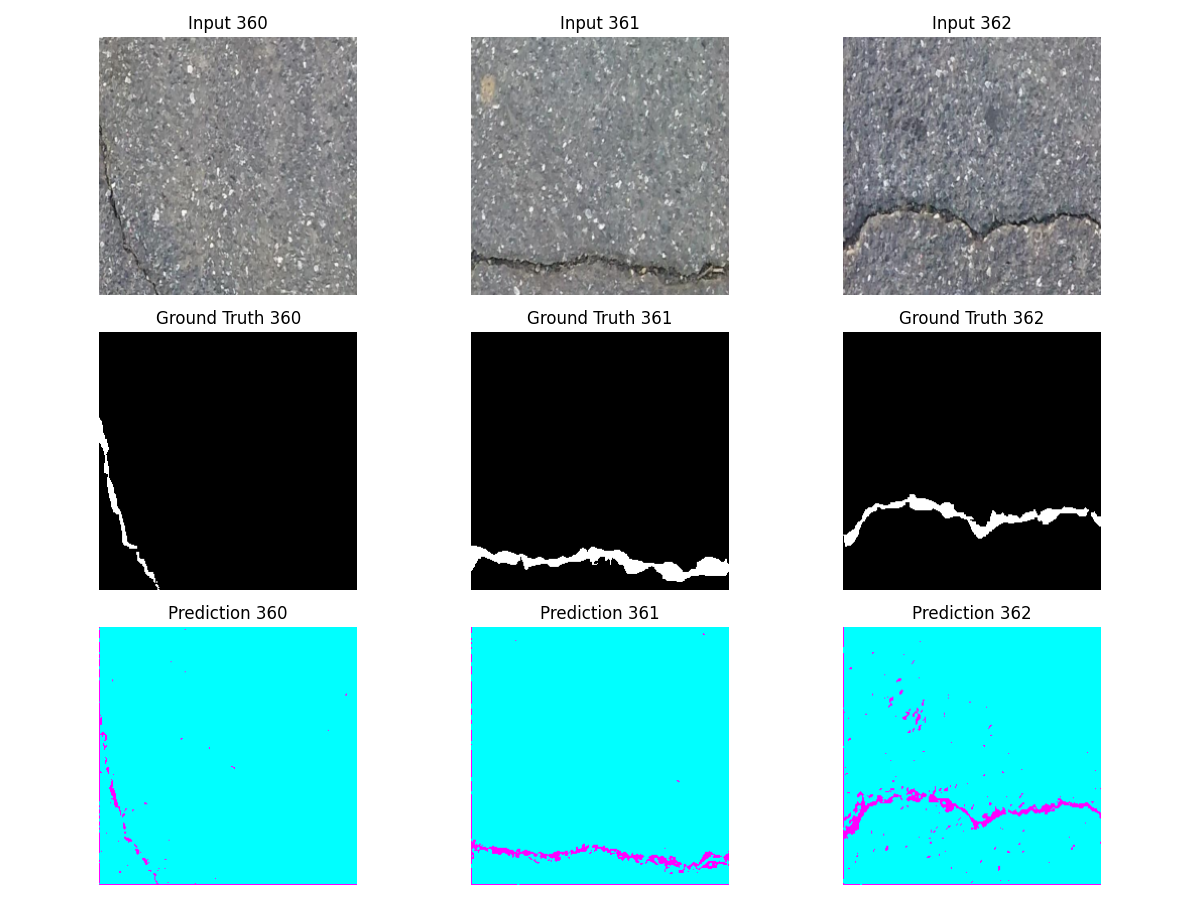 Input 360
Input 361
Input 362
Ground Truth 360
Ground Truth 361
Ground Truth 362
Prediction 360
Prediction 361
Prediction 362